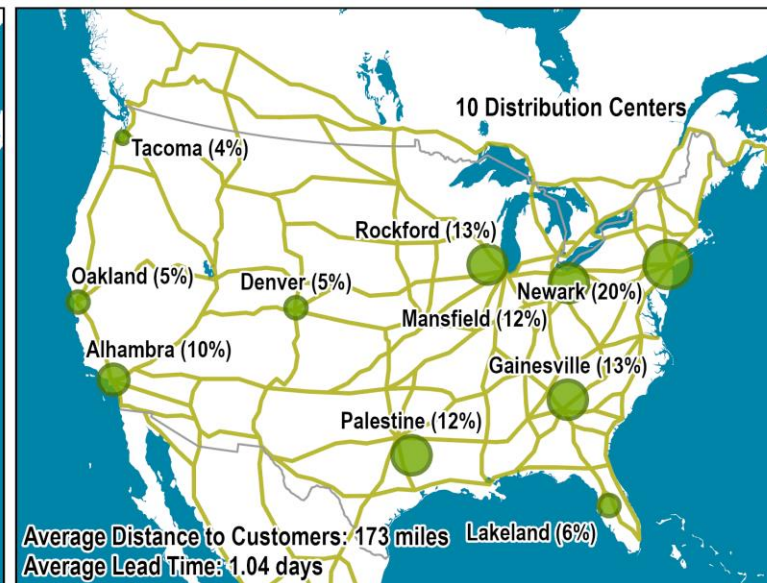 10 Distribution Centers
Tacoma (4%)
Rockford (13%)
Oakland (5%)
Denver (5%)
Newark (20%)
Mansfield (12%)
Alhambra (10%)
Gainesville (13%)
Palestine (12%)
Average Distance to Customers: 173 miles
Lakeland (6%)
Average Lead Time: 1.04 days